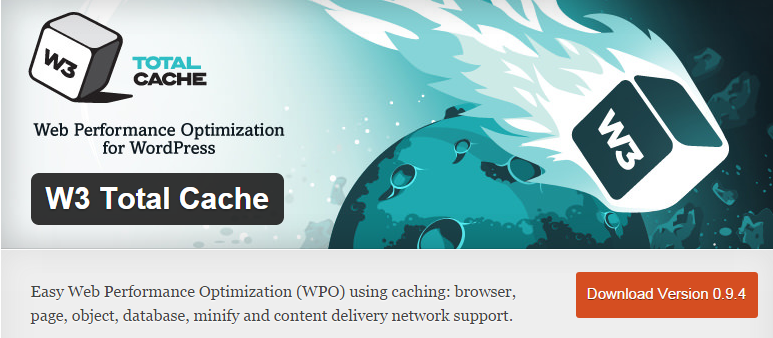 W3
TOTAL
CACHE
Web Performance Optimization
for WordPress
W3 Total Cache
W3
Easy Web Performance Optimization (WPO) using caching: browser,
page, object, database, minify and content delivery network support.
Download Version 0.9.4